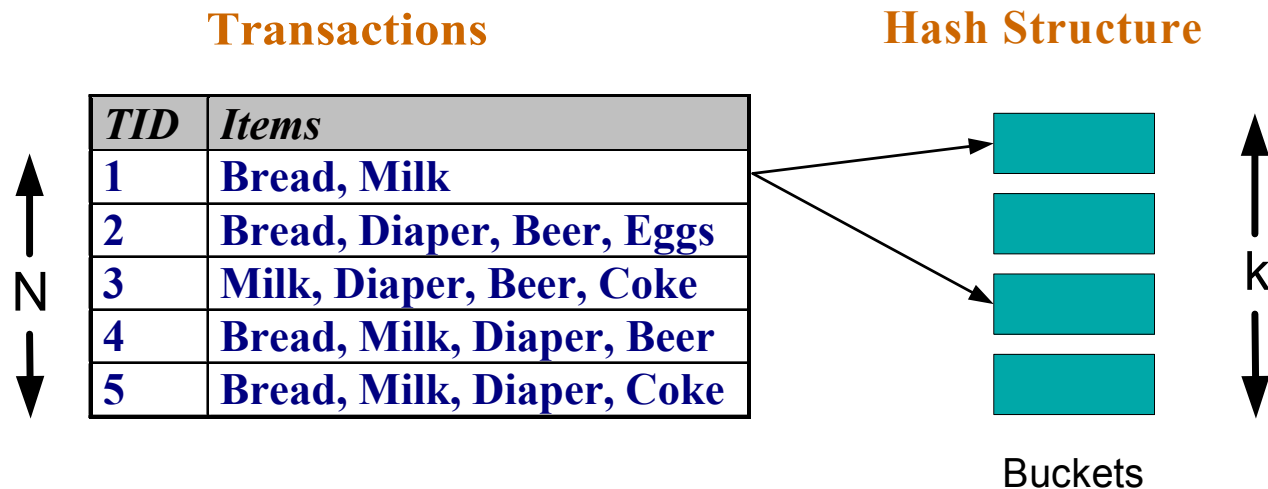 Transactions
Hash Structure
TID Items
1 Bread, Milk
2 Bread, Diaper, Beer, Eggs
3 Milk, Diaper, Beer, Coke
4 Bread, Milk, Diaper, Beer
5 Bread, Milk, Diaper, Coke
N
k
Buckets